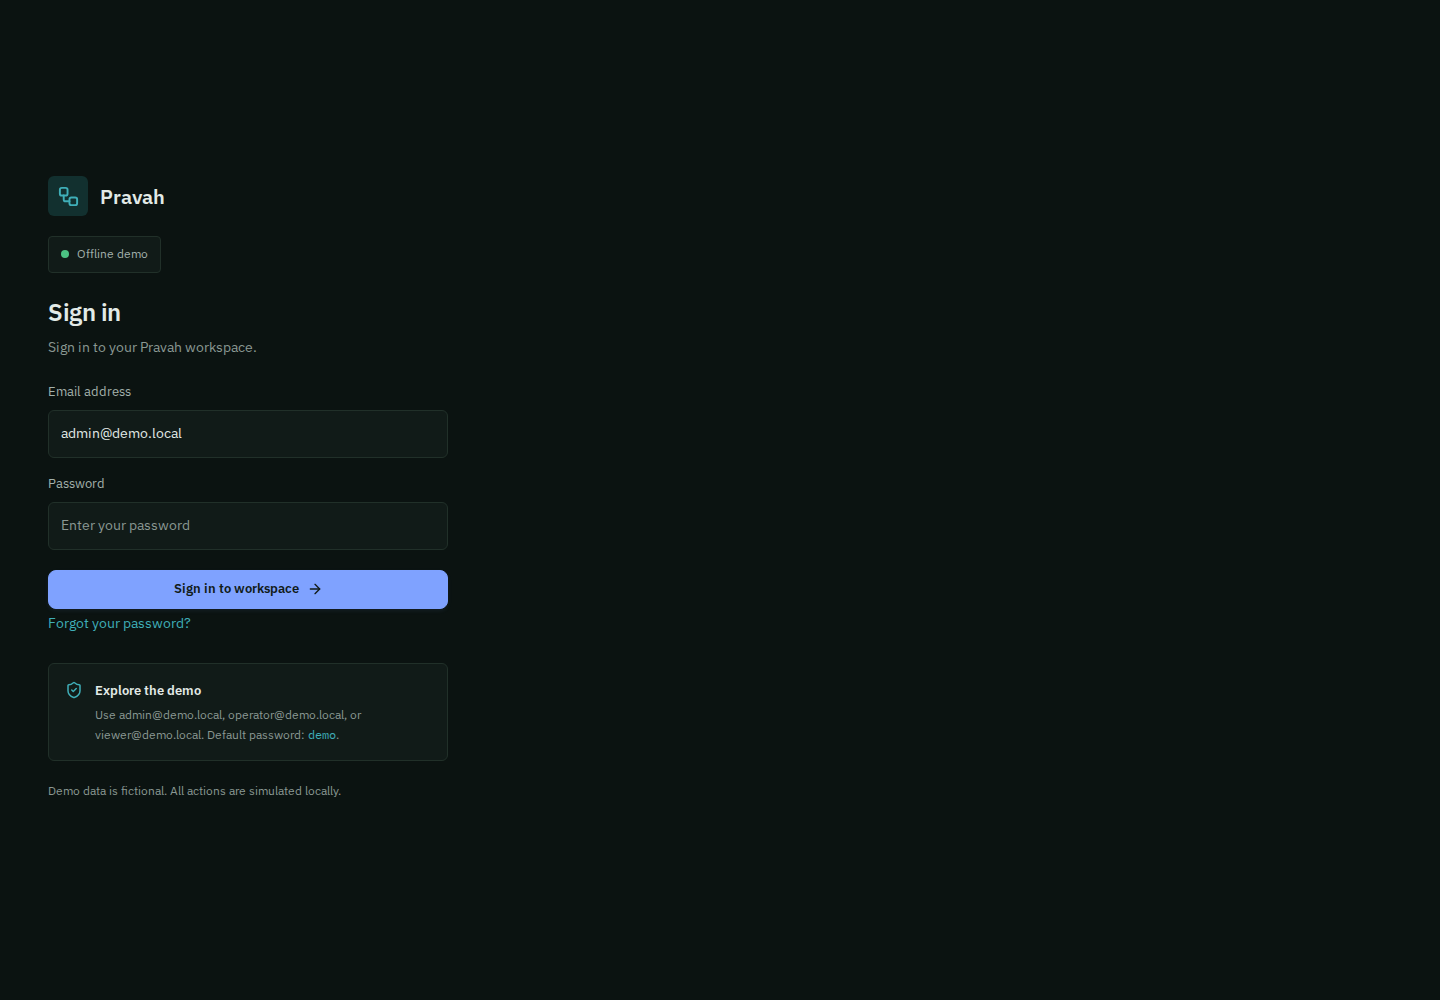 Pravah
Offline demo
Sign in
Sign in to your Pravah workspace.
Email address
admin@demo.local
Password
Enter your password
Sign in to workspace
Forgot your password?
Explore the demo
Use admin@demo.local, operator@demo.local, or
viewer@demo.local. Default password: demo.
Demo data is fictional. All actions are simulated locally.